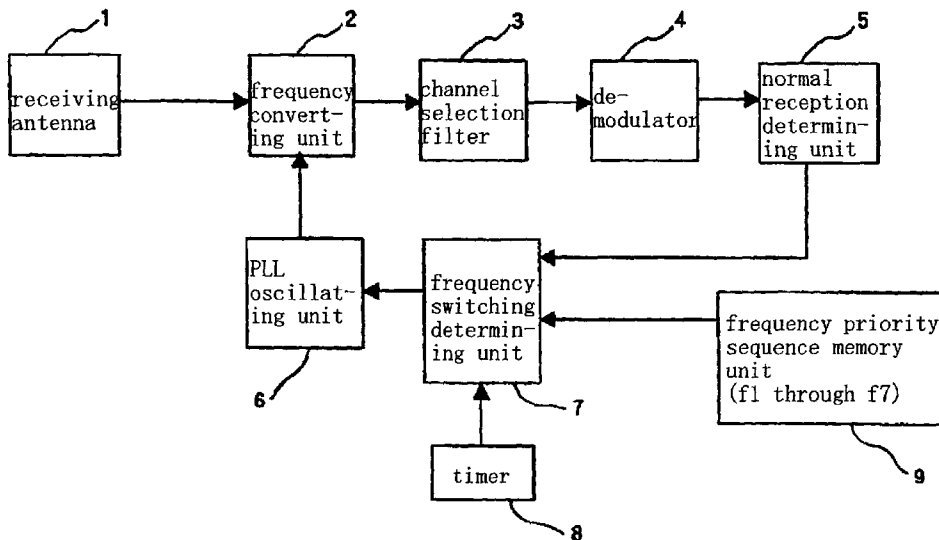 1
2
3
4
5
receiving
antenna
frequency
convert-
ing unit
channel
selection
filter
de-
modulator
normal
reception
determin-
ing unit
PLL
oscillat-
ing unit
frequency
switching
determin-
ing unit
frequency priority
sequence memory
unit
(f1 through f7)
6
7
timer
8
9